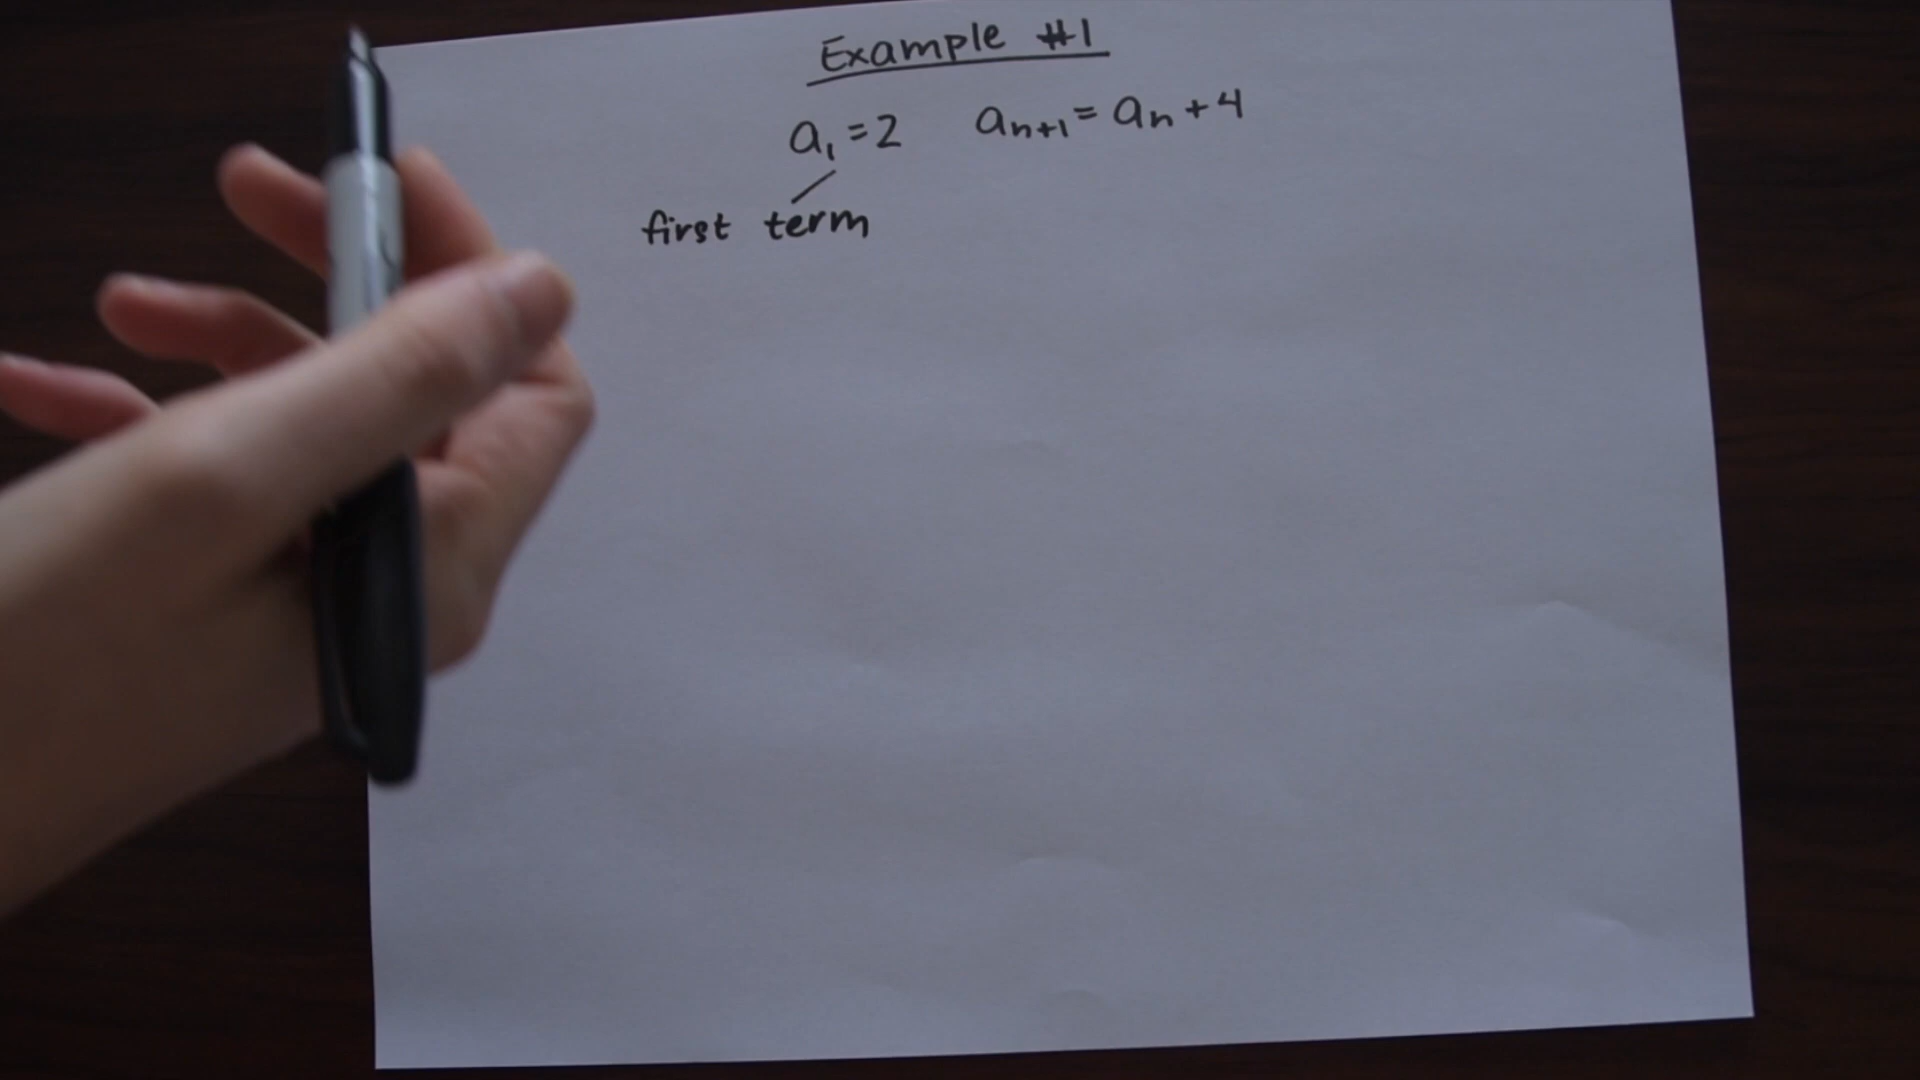 Example #1
a₁ = 2   aₙ₊₁ = aₙ + 4
first term